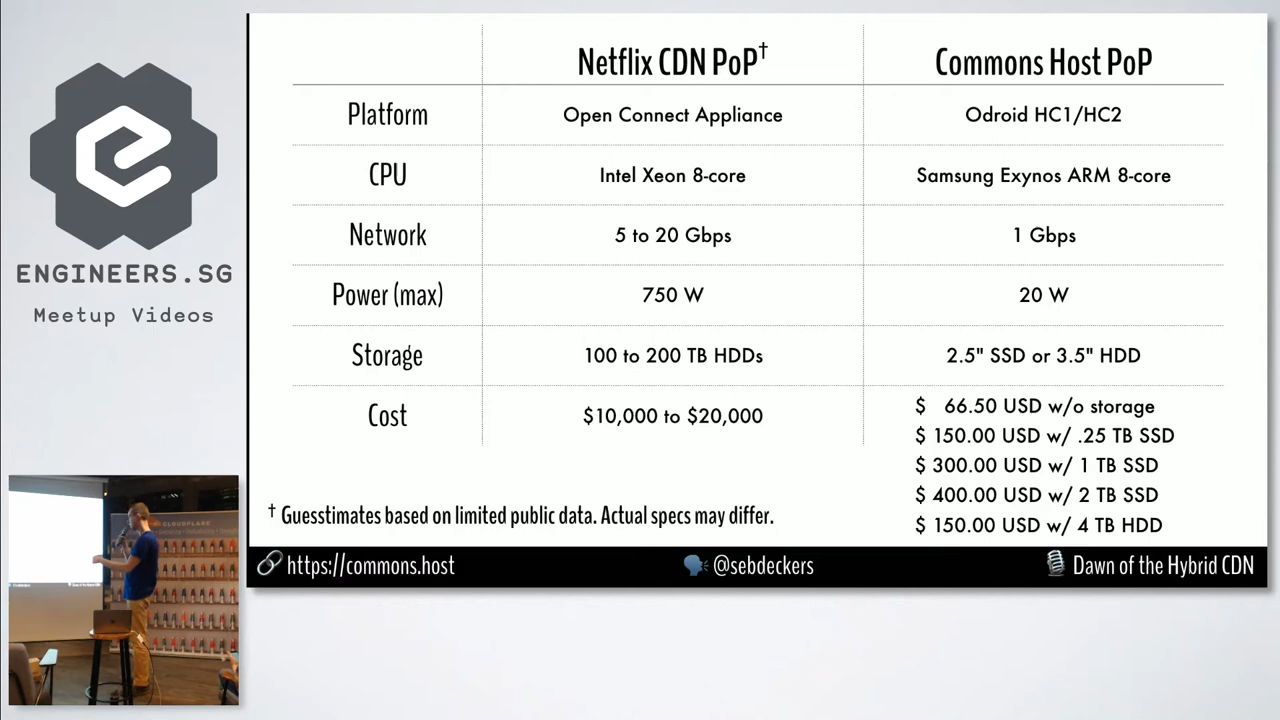 ENGINEERS.SG
Meetup Videos
Netflix CDN PoP† Commons Host PoP
Platform Open Connect Appliance Odroid HC1/HC2
CPU Intel Xeon 8-core Samsung Exynos ARM 8-core
Network 5 to 20 Gbps 1 Gbps
Power (max) 750 W 20 W
Storage 100 to 200 TB HDDs 2.5" SSD or 3.5" HDD
Cost $10,000 to $20,000 $ 66.50 USD w/o storage
$ 150.00 USD w/ .25 TB SSD
$ 300.00 USD w/ 1 TB SSD
$ 400.00 USD w/ 2 TB SSD
$ 150.00 USD w/ 4 TB HDD
† Guesstimates based on limited public data. Actual specs may differ.
https://commons.host @sebdeckers Dawn of the Hybrid CDN
CLOUDFLARE